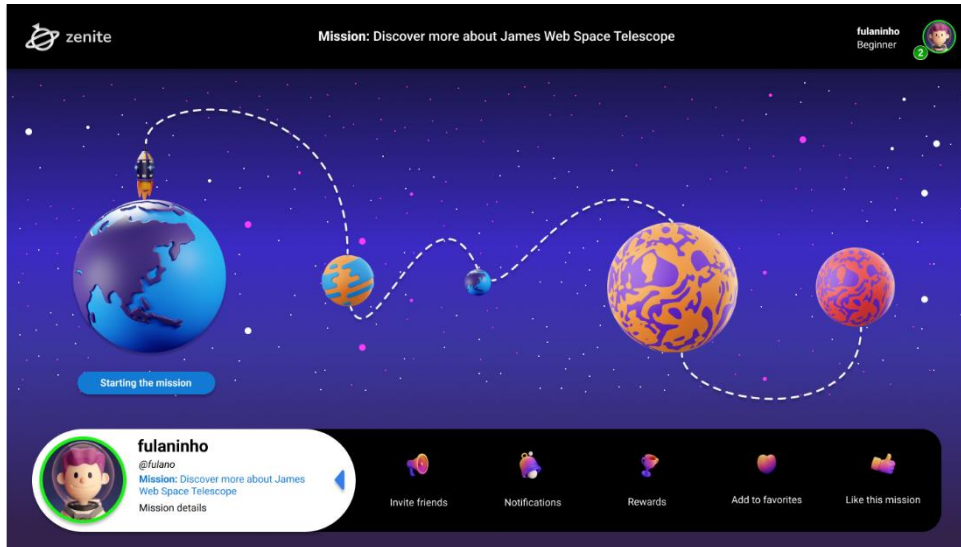 zenite
Mission: Discover more about James Web Space Telescope
fulaninho
Beginner
2
Starting the mission
fulaninho
@fulano
Mission: Discover more about James
Web Space Telescope
Mission details
Invite friends
Notifications
Rewards
Add to favorites
Like this mission